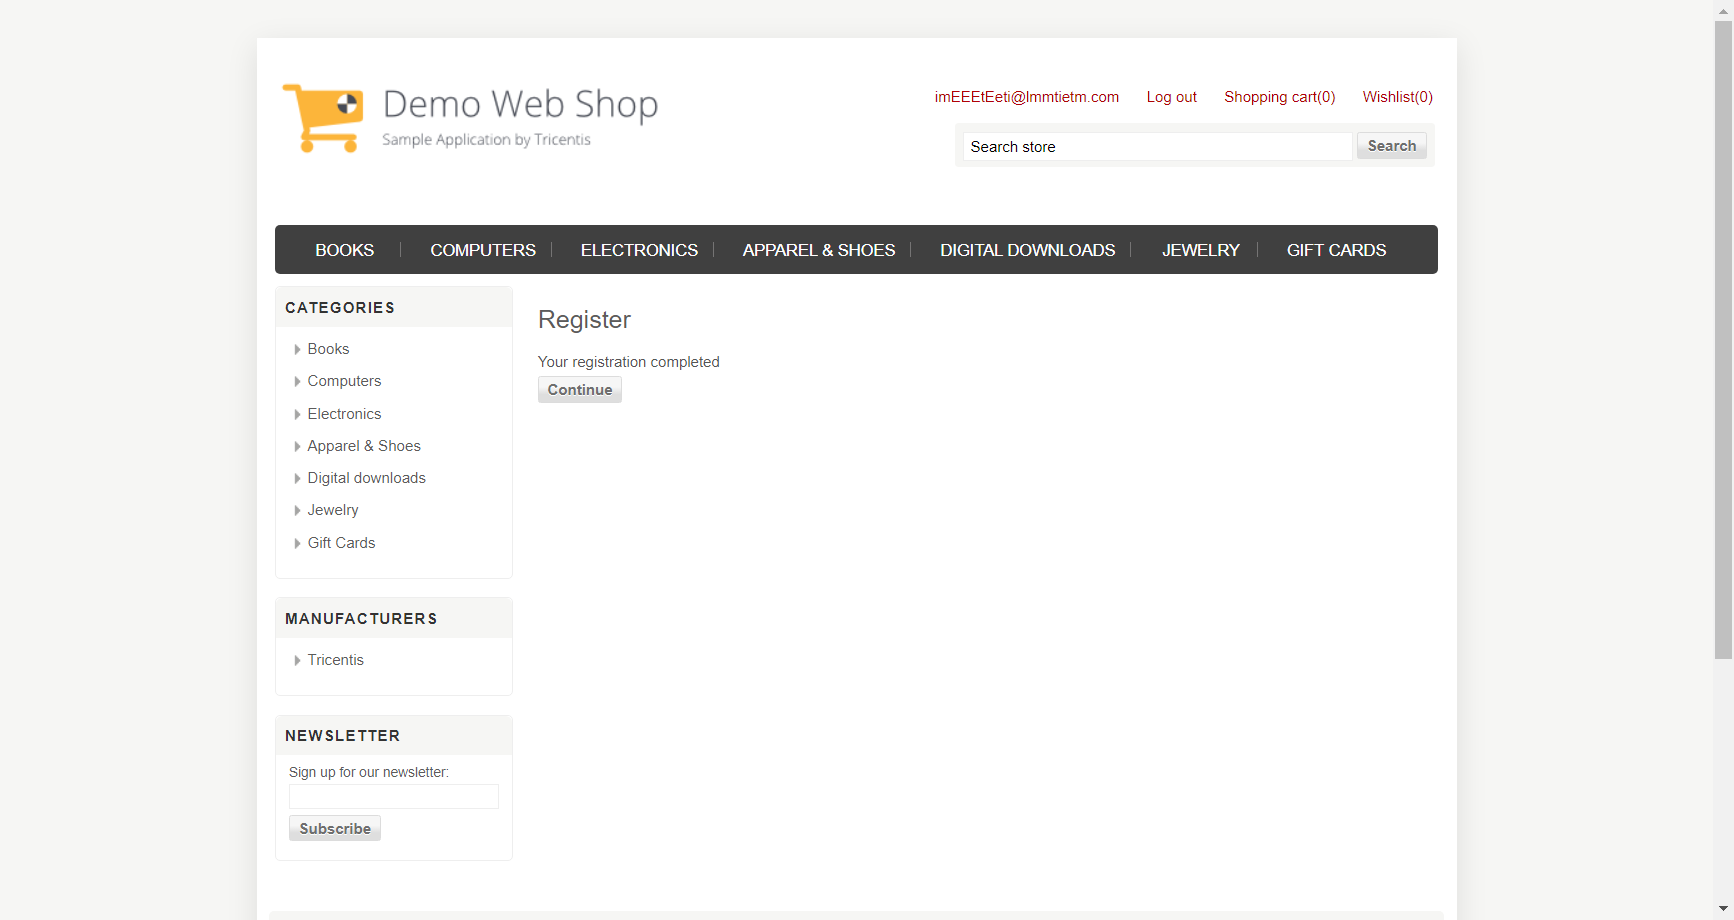 Demo Web Shop
Sample Application by Tricentis
imEEEtEeti@lmmtietm.com Log out Shopping cart(0) Wishlist(0)
Search store Search
BOOKS COMPUTERS ELECTRONICS APPAREL & SHOES DIGITAL DOWNLOADS JEWELRY GIFT CARDS
CATEGORIES
Books
Computers
Electronics
Apparel & Shoes
Digital downloads
Jewelry
Gift Cards
MANUFACTURERS
Tricentis
NEWSLETTER
Sign up for our newsletter:
Subscribe
Register
Your registration completed
Continue